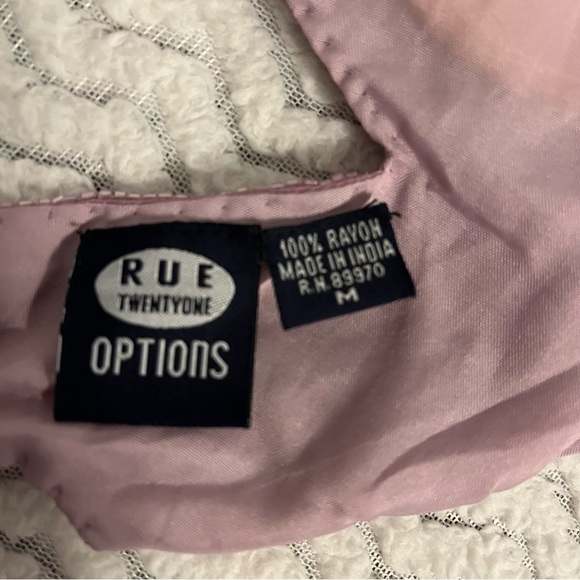 RUE
TWENTYONE
OPTIONS
100% RAYON
MADE IN INDIA
R.N. 89970
M